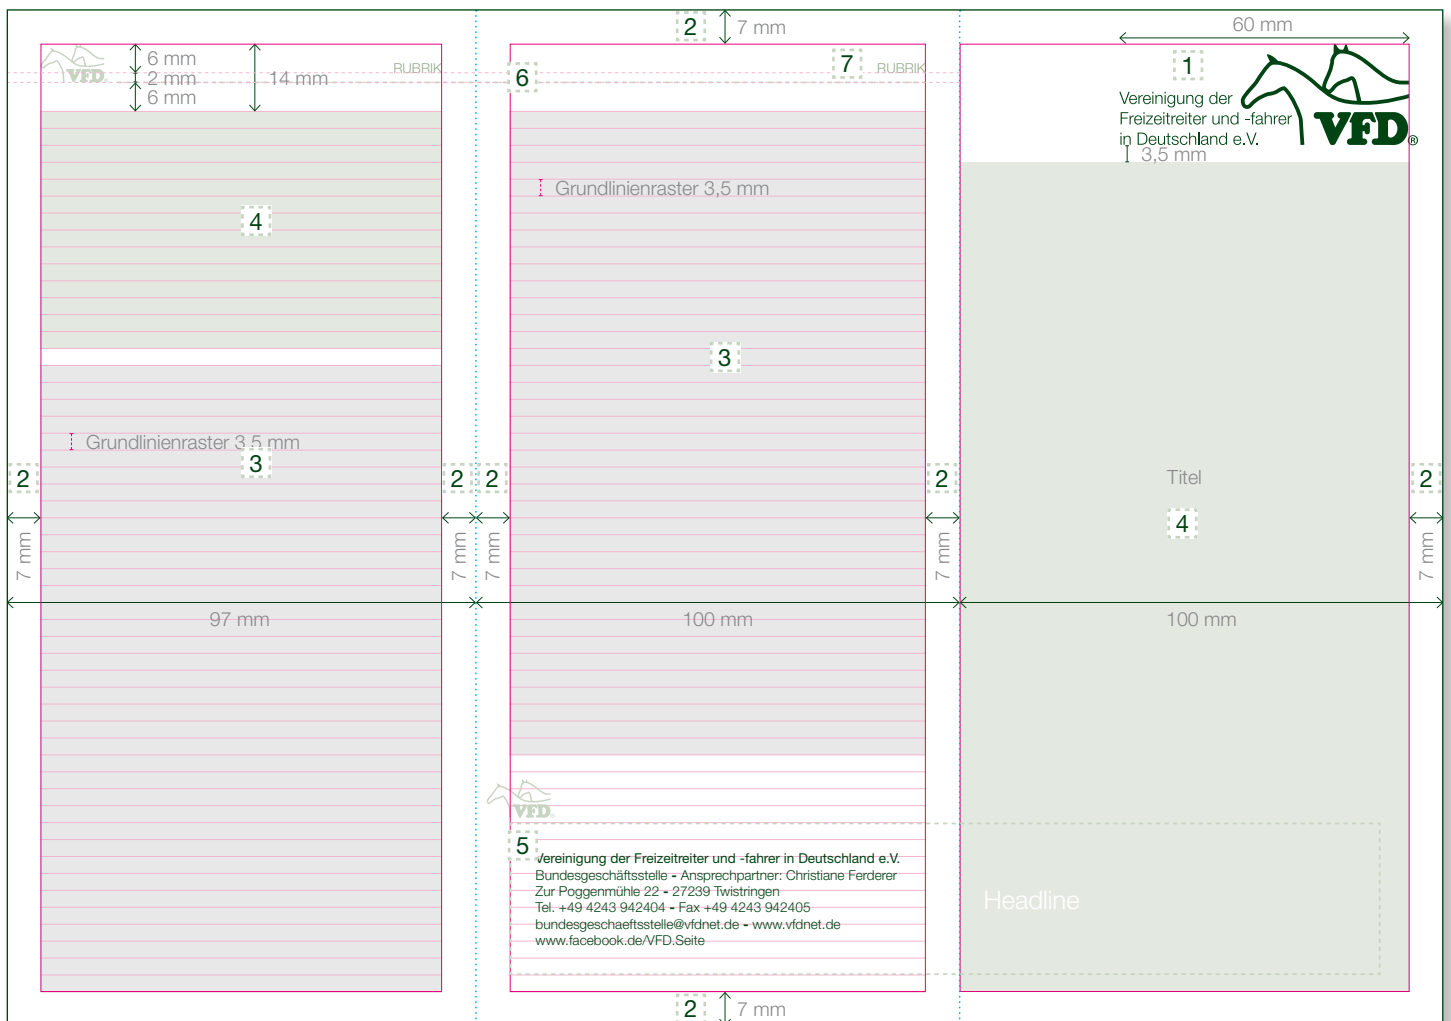 2
7 mm
60 mm
VFD
6 mm
2 mm
6 mm
14 mm
RUBRIK
6
7
RUBRIK
1
Vereinigung der
Freizeitreiter und -fahrer
in Deutschland e.V.
VFD®
3,5 mm
4
Grundlinienraster 3,5 mm
3
Grundlinienraster 3,5 mm
3
2
2
2
2
Titel
4
2
7 mm
7 mm
7 mm
7 mm
7 mm
97 mm
100 mm
100 mm
VFD
5
Vereinigung der Freizeitreiter und -fahrer in Deutschland e.V.
Bundesgeschäftsstelle - Ansprechpartner: Christiane Ferderer
Zur Poggenmühle 22 - 27239 Twistringen
Tel. +49 4243 942404 - Fax +49 4243 942405
bundesgeschaeftsstelle@vfdnet.de - www.vfdnet.de
www.facebook.de/VFD.Seite
Headline
2
7 mm